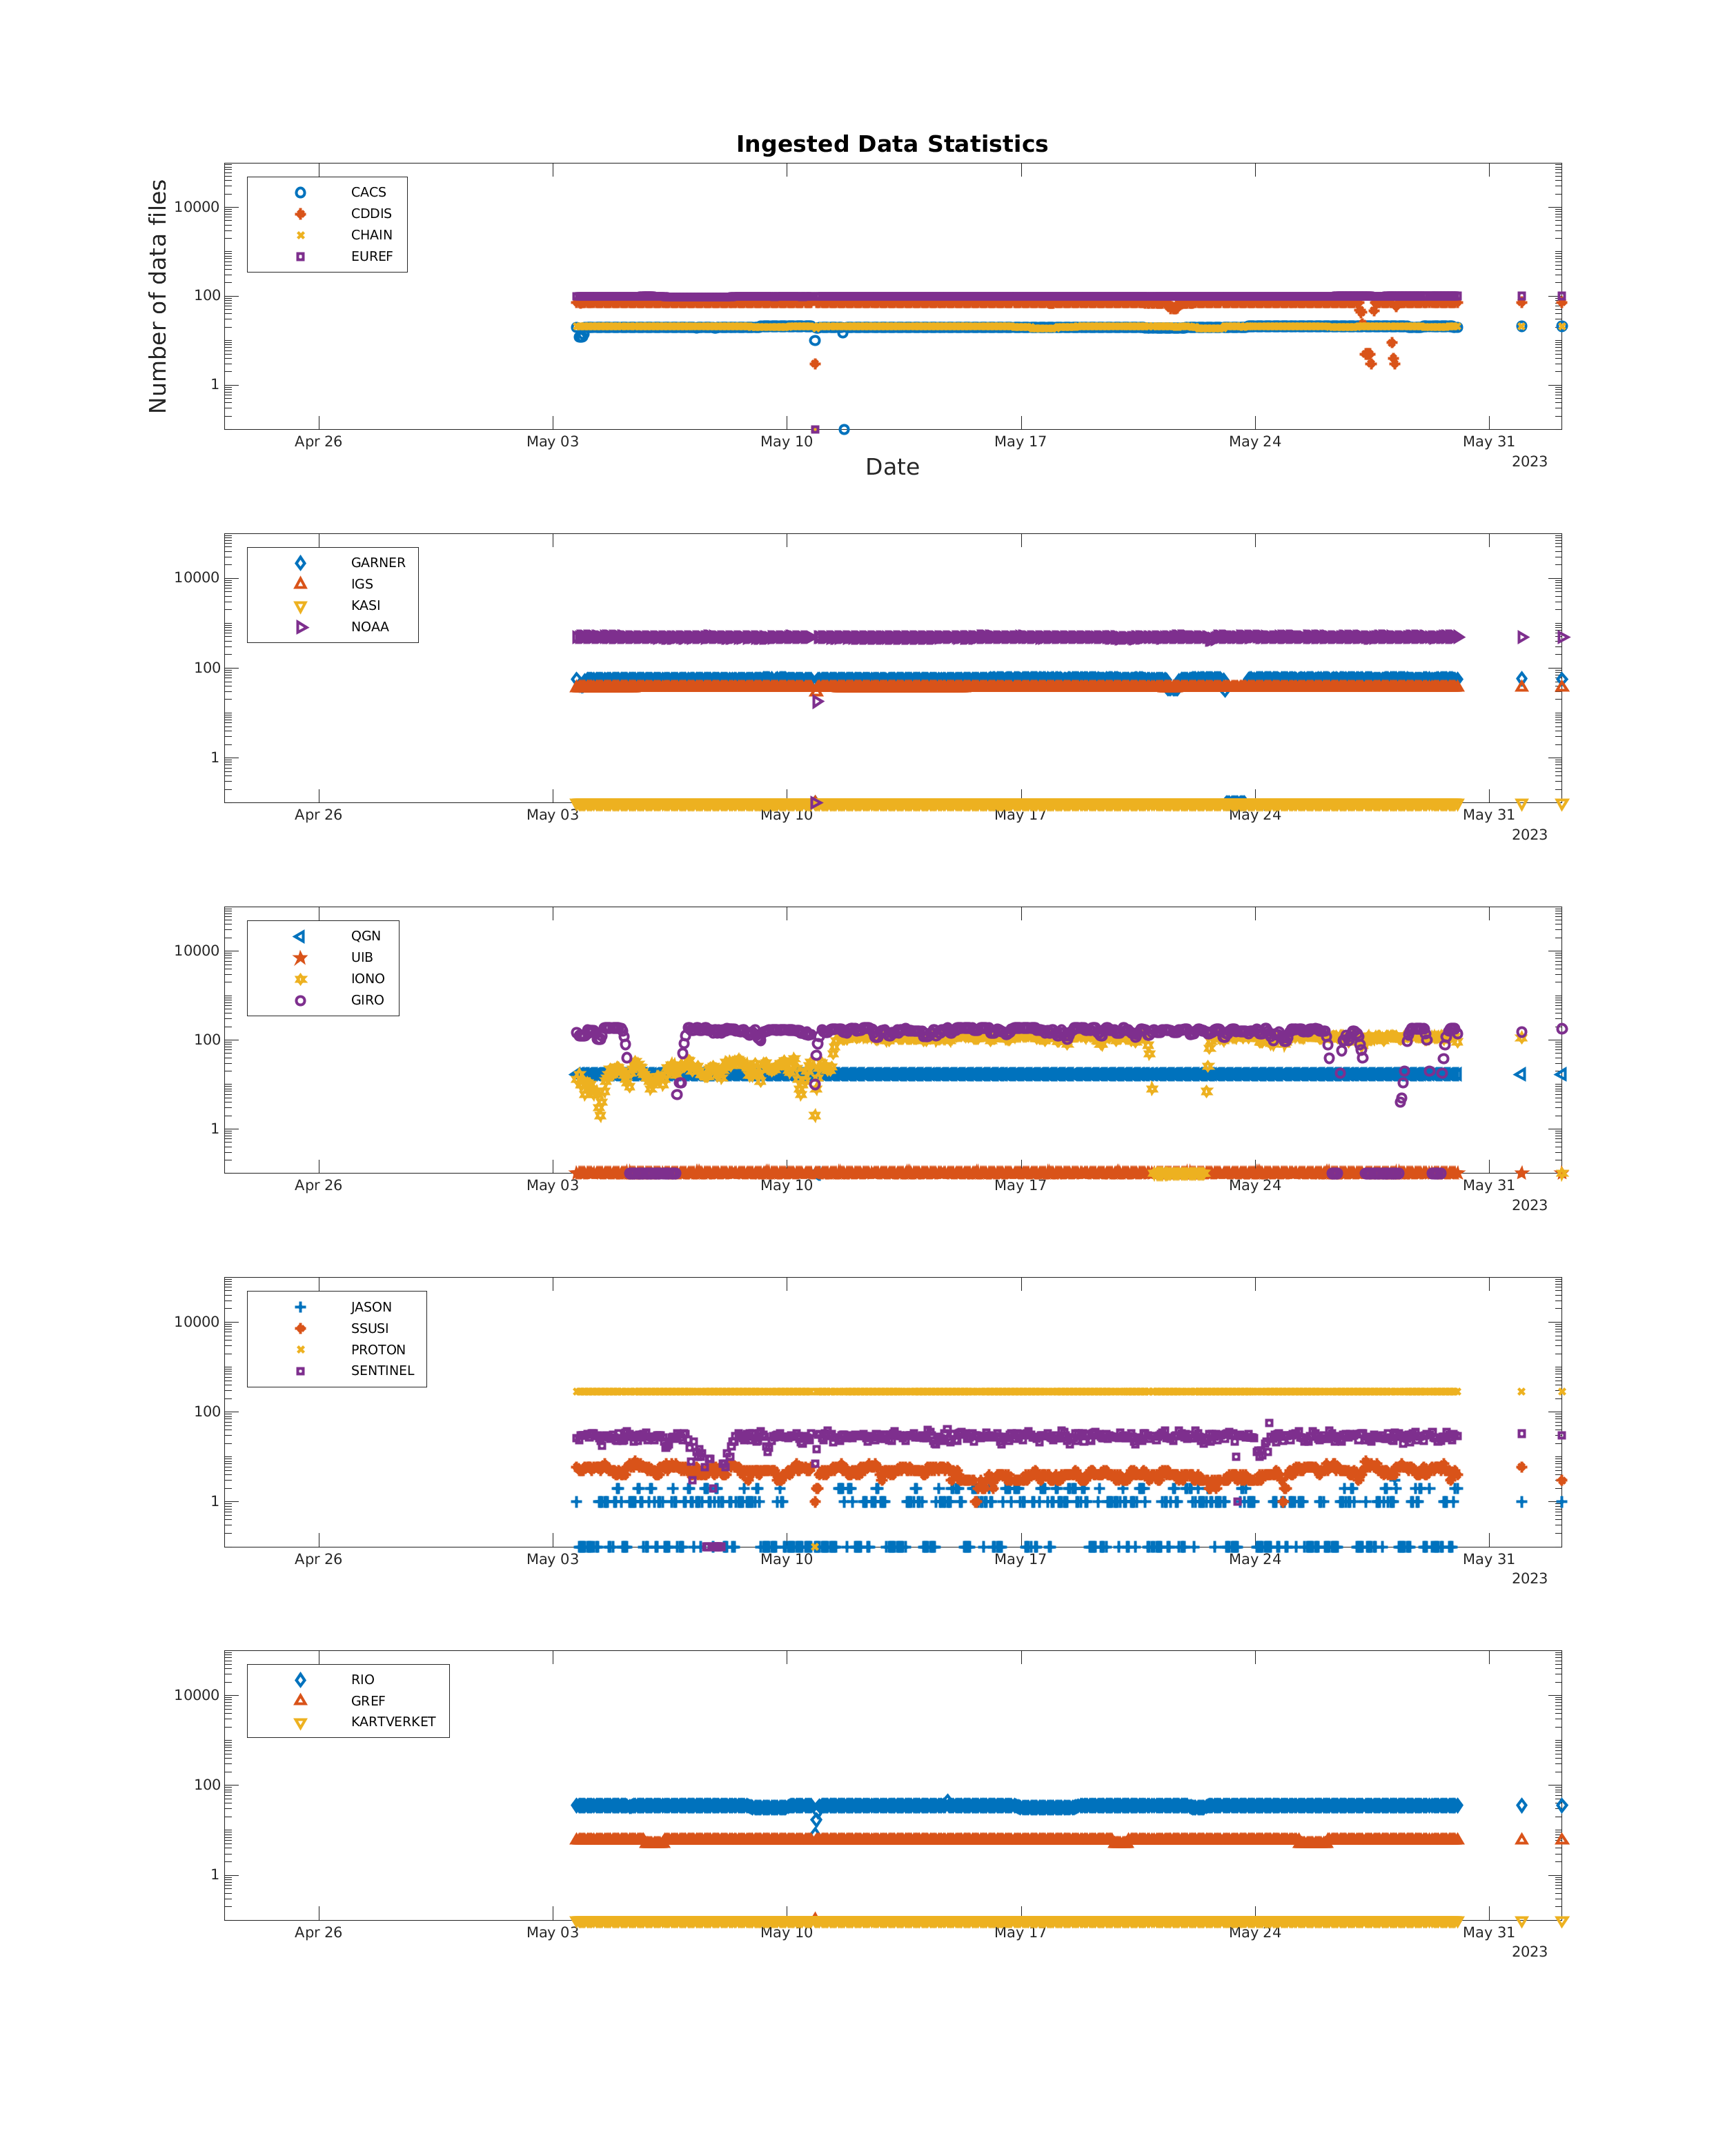 Ingested Data Statistics
Number of data files
CACS
CDDIS
CHAIN
EUREF
10000
100
1
Apr 26 May 03 May 10 May 17 May 24 May 31
2023
Date
GARNER
IGS
KASI
NOAA
10000
100
1
Apr 26 May 03 May 10 May 17 May 24 May 31
2023
QGN
UIB
IONO
GIRO
10000
100
1
Apr 26 May 03 May 10 May 17 May 24 May 31
2023
JASON
SSUSI
PROTON
SENTINEL
10000
100
1
Apr 26 May 03 May 10 May 17 May 24 May 31
2023
RIO
GREF
KARTVERKET
10000
100
1
Apr 26 May 03 May 10 May 17 May 24 May 31
2023